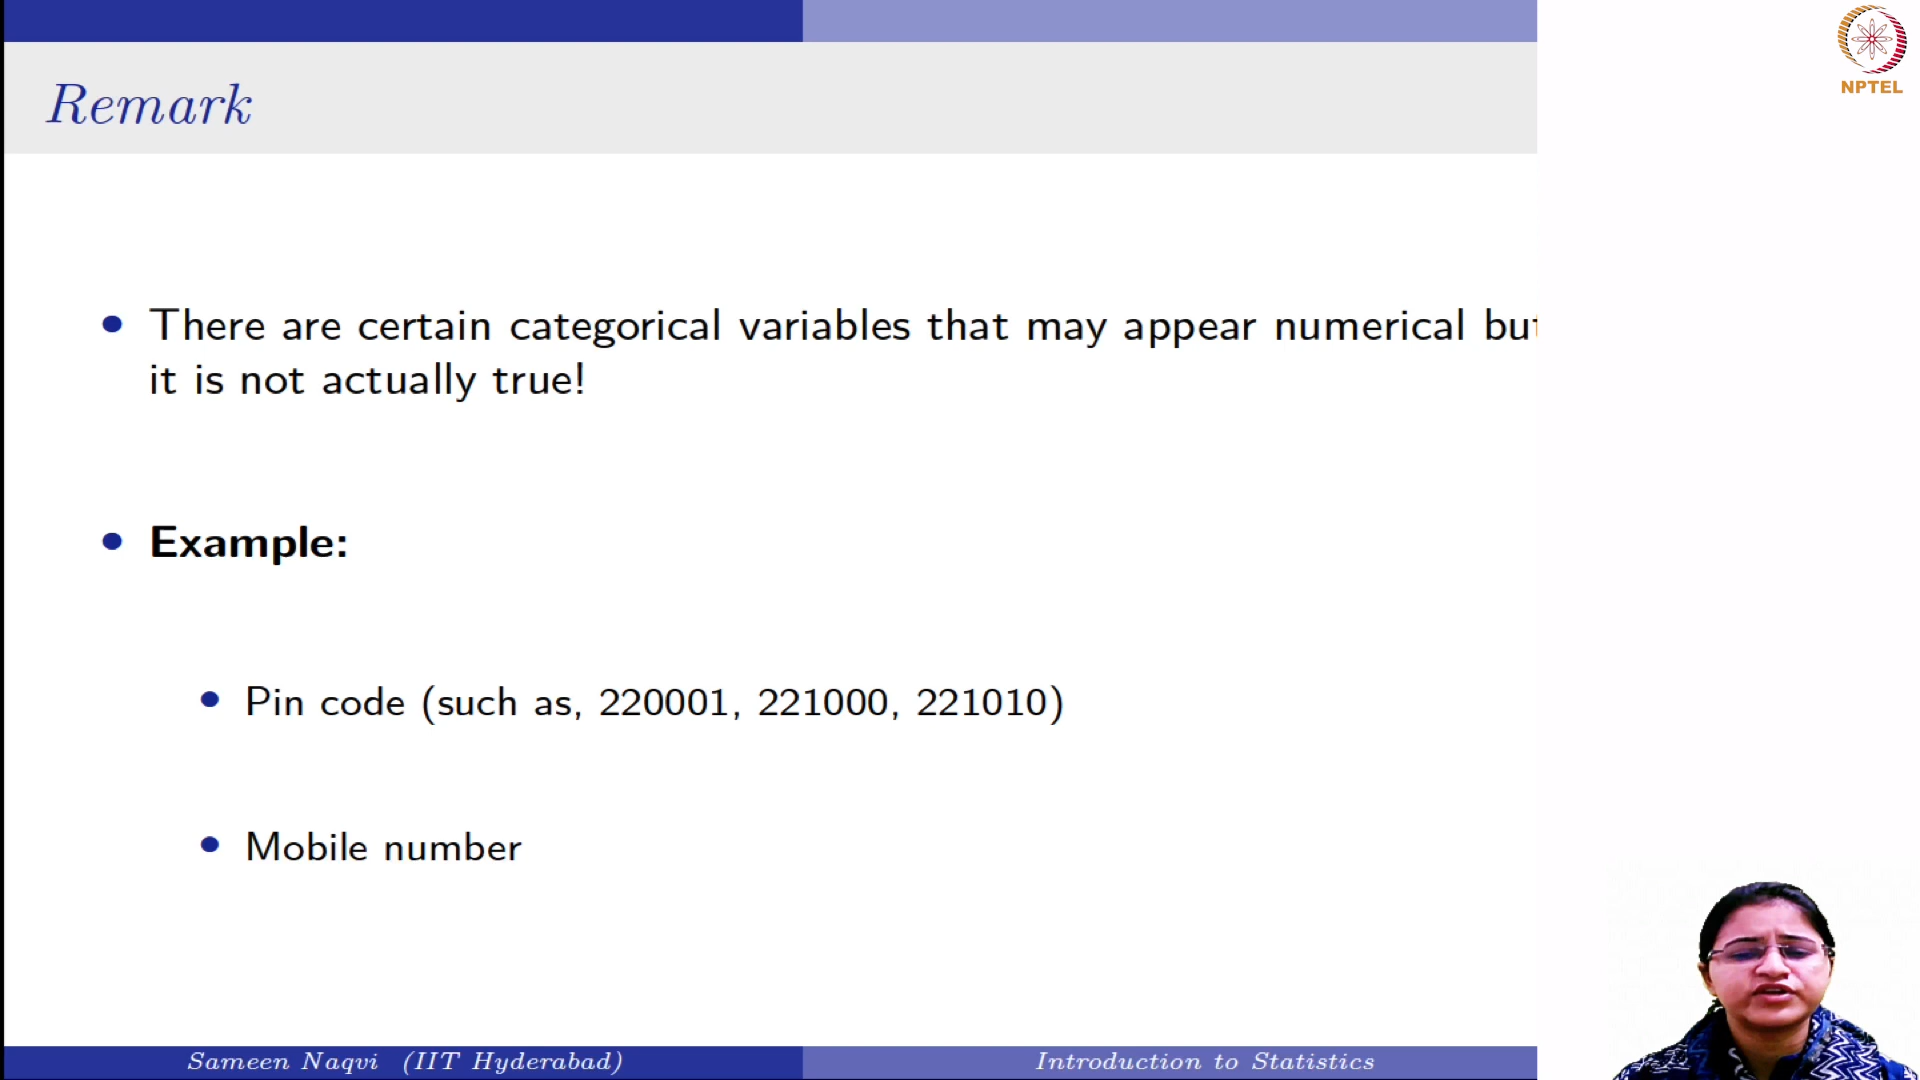 NPTEL
Remark
• There are certain categorical variables that may appear numerical but
it is not actually true!
• Example:
• Pin code (such as, 220001, 221000, 221010)
• Mobile number
Sameen Naqvi (IIT Hyderabad)
Introduction to Statistics